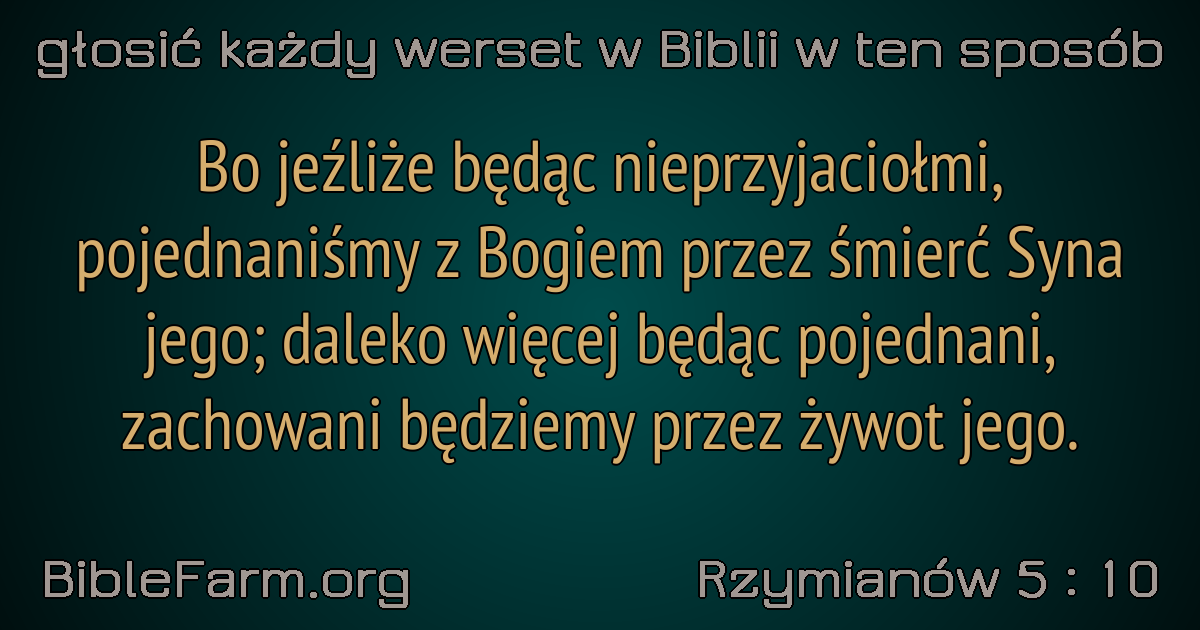 głosić każdy werset w Biblii w ten sposób
Bo jeźliże będąc nieprzyjaciołmi,
pojednaniśmy z Bogiem przez śmierć Syna
jego; daleko więcej będąc pojednani,
zachowani będziemy przez żywot jego.
BibleFarm.org
Rzymianów 5 : 10